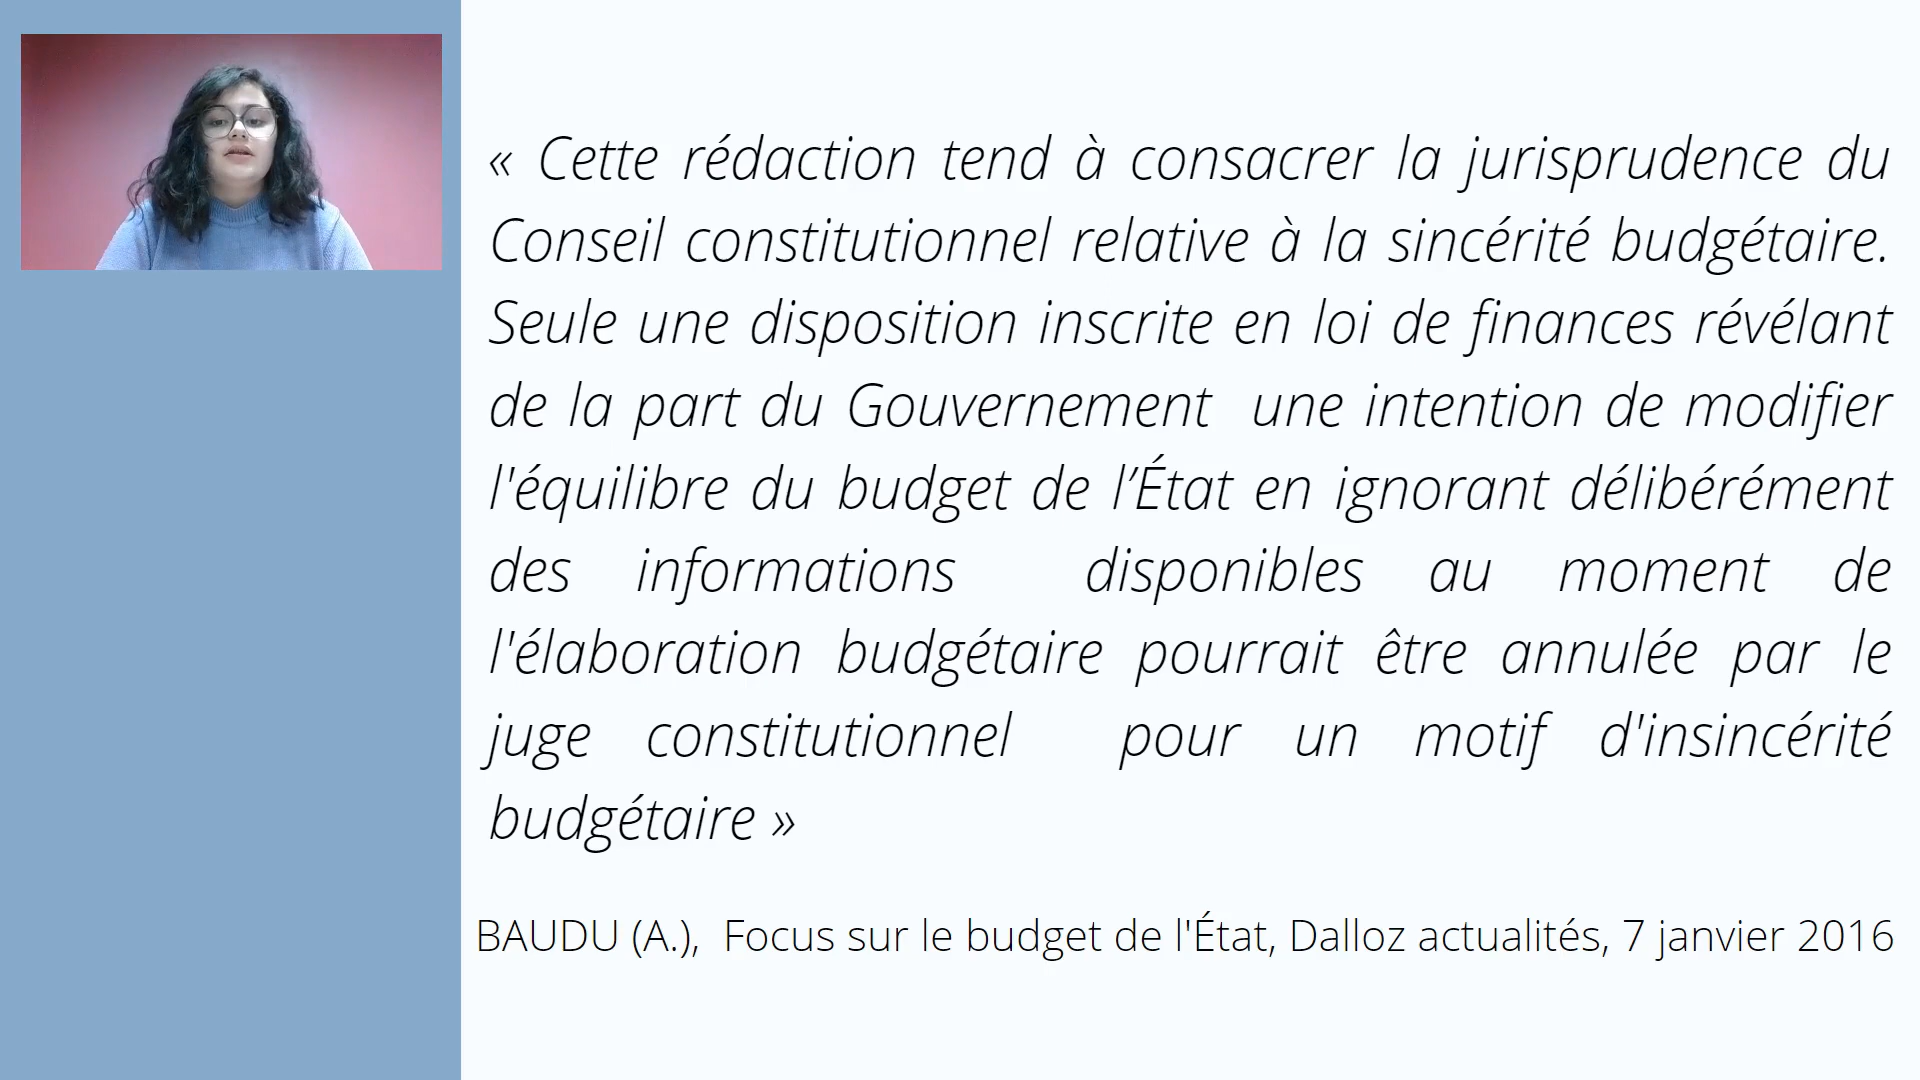 « Cette rédaction tend à consacrer la jurisprudence du
Conseil constitutionnel relative à la sincérité budgétaire.
Seule une disposition inscrite en loi de finances révélant
de la part du Gouvernement une intention de modifier
l'équilibre du budget de l’État en ignorant délibérément
des informations disponibles au moment de
l'élaboration budgétaire pourrait être annulée par le
juge constitutionnel pour un motif d'insincérité
budgétaire »
BAUDU (A.), Focus sur le budget de l'État, Dalloz actualités, 7 janvier 2016